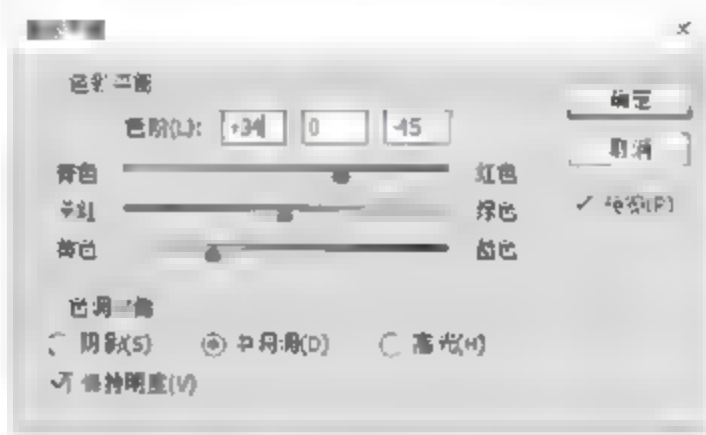 色彩平衡
确定
色阶(L): +34 0 -45
取消
青色 红色
洋红 绿色
预览(P)
黄色 蓝色
色调平衡
阴影(S) 中间调(D) 高光(H)
保持明度(V)